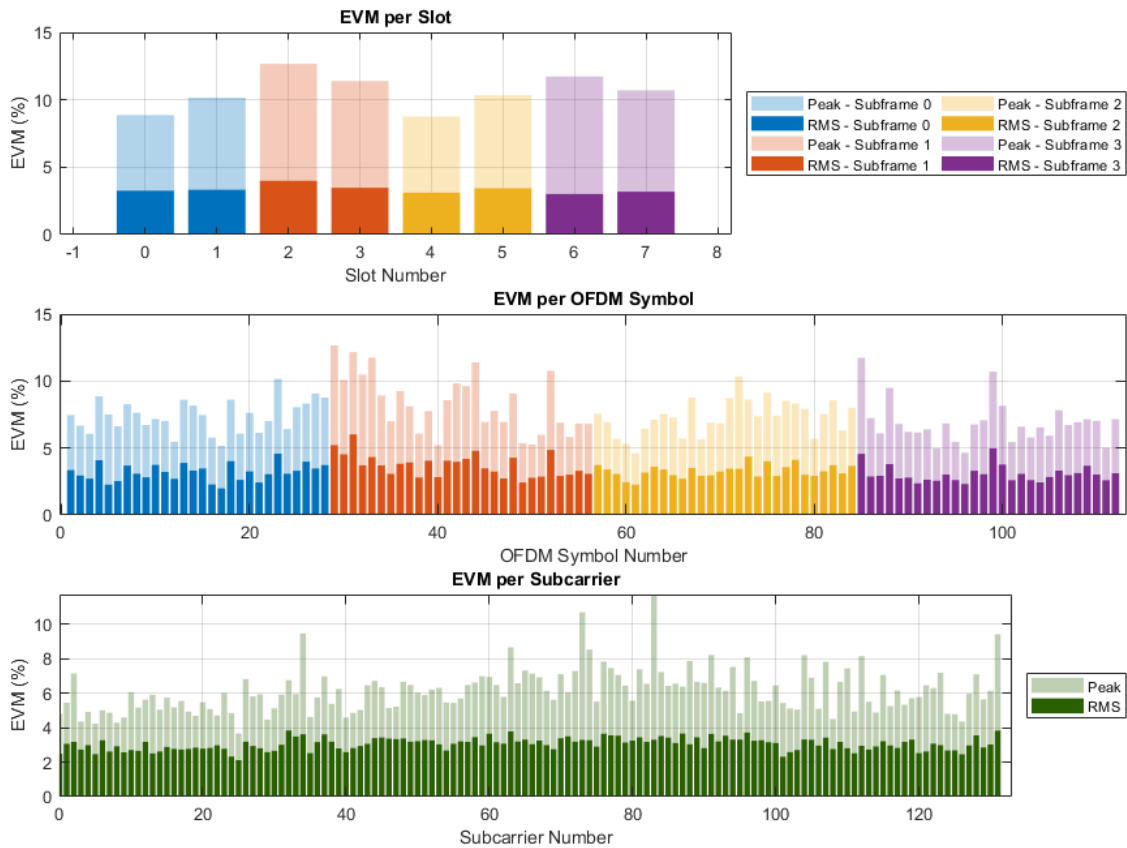 EVM per Slot
15
10
5
0
EVM (%)
-1 0 1 2 3 4 5 6 7 8
Slot Number
Peak - Subframe 0
RMS - Subframe 0
Peak - Subframe 1
RMS - Subframe 1
Peak - Subframe 2
RMS - Subframe 2
Peak - Subframe 3
RMS - Subframe 3
EVM per OFDM Symbol
15
10
5
0
EVM (%)
0 20 40 60 80 100
OFDM Symbol Number
EVM per Subcarrier
10
8
6
4
2
0
EVM (%)
0 20 40 60 80 100 120
Subcarrier Number
Peak
RMS